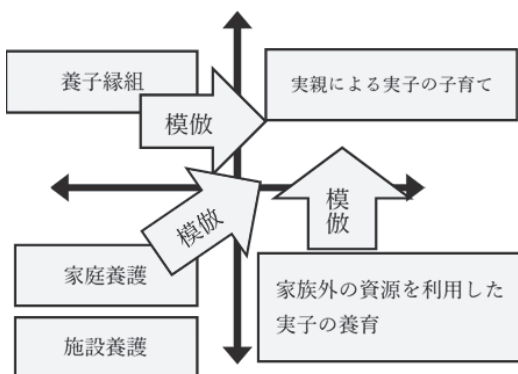 養子縁組
実親による実子の子育て
模倣
模倣
模倣
家庭養護
家族外の資源を利用した
実子の養育
施設養護